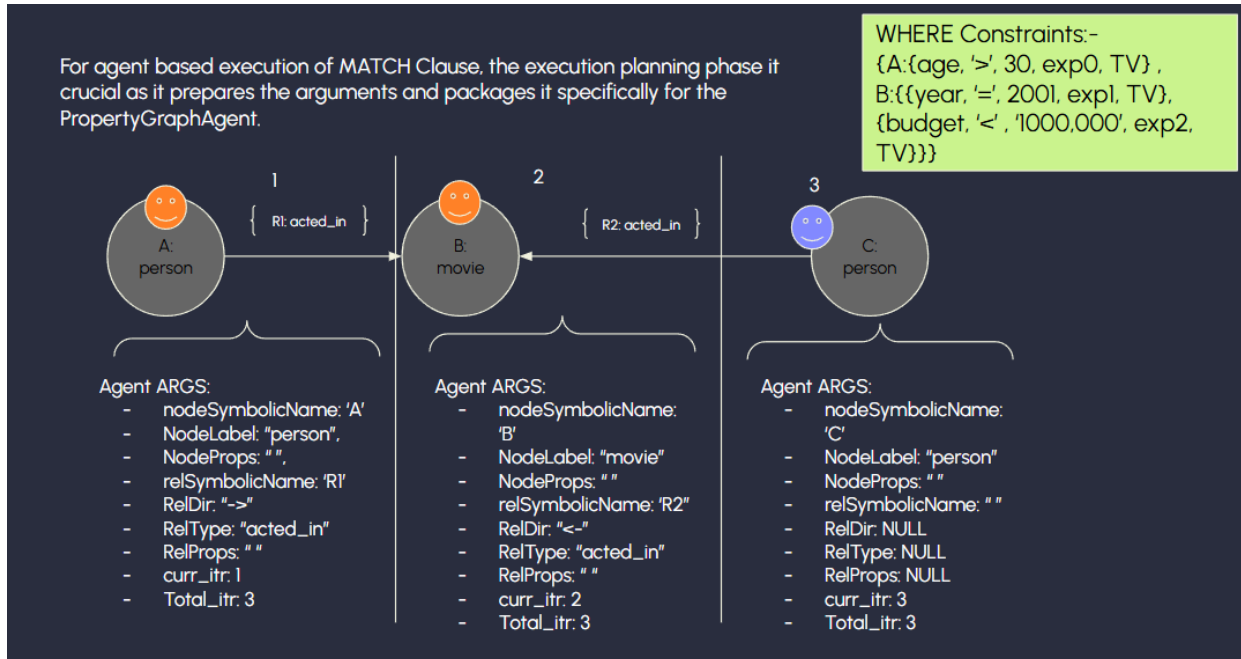 For agent based execution of MATCH Clause, the execution planning phase it
crucial as it prepares the arguments and packages it specifically for the
PropertyGraphAgent.
WHERE Constraints:-
{A:{age, ‘>’, 30, exp0, TV} ,
B:{{year, ‘=’, 2001, exp1, TV},
{budget, ‘<’ , ‘1000,000’, exp2,
TV}}}
1
{ R1: acted_in }
2
{ R2: acted_in }
3
A:
person
B:
movie
C:
person
Agent ARGS:
- nodeSymbolicName: ‘A’
- NodeLabel: “person”,
- NodeProps: “ ”,
- relSymbolicName: ‘R1’
- RelDir: “->”
- RelType: “acted_in”
- RelProps: “ “
- curr_itr: 1
- Total_itr: 3
Agent ARGS:
- nodeSymbolicName:
‘B’
- NodeLabel: “movie”
- NodeProps: “ ”
- relSymbolicName: ‘R2”
- RelDir: “<-”
- RelType: “acted_in”
- RelProps: “ ”
- curr_itr: 2
- Total_itr: 3
Agent ARGS:
- nodeSymbolicName:
‘C’
- NodeLabel: “person”
- NodeProps: “ ”
- relSymbolicName: “ ”
- RelDir: NULL
- RelType: NULL
- RelProps: NULL
- curr_itr: 3
- Total_itr: 3